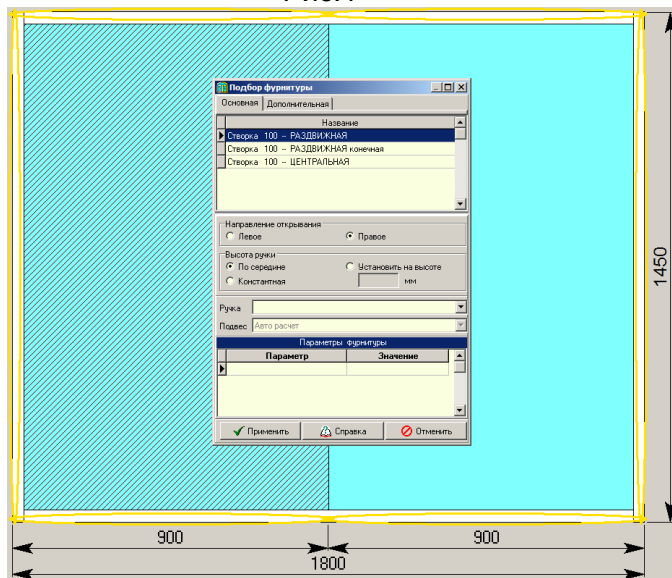 Подбор фурнитуры
Основная Дополнительная
Название
Створка 100 - РАЗДВИЖНАЯ
Створка 100 - РАЗДВИЖНАЯ конечная
Створка 100 - ЦЕНТРАЛЬНАЯ
Направление открывания
Левое Правое
Высота ручки
По середине Установить на высоте
Константная мм
Ручка
Подвес Авто расчет
Параметры фурнитуры
Параметр Значение
Применить Справка Отменить
1450
900 900
1800